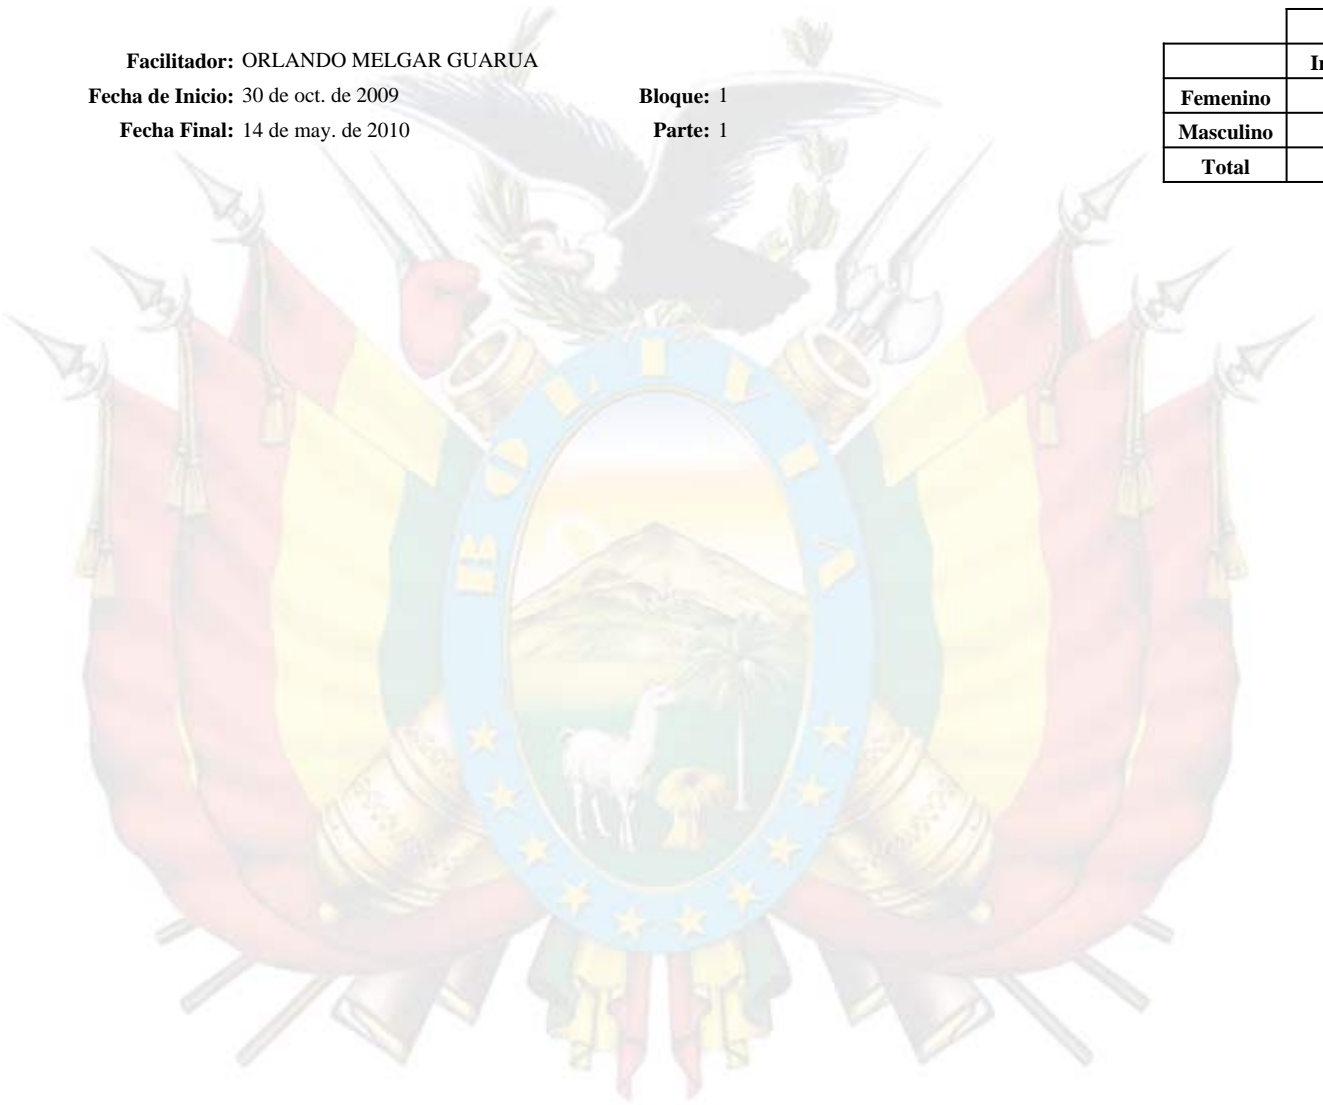 Facilitador: ORLANDO MELGAR GUARUA
Fecha de Inicio: 30 de oct. de 2009 Bloque: 1
Fecha Final: 14 de may. de 2010 Parte: 1
Femenino
Masculino
Total
BOLIVIA